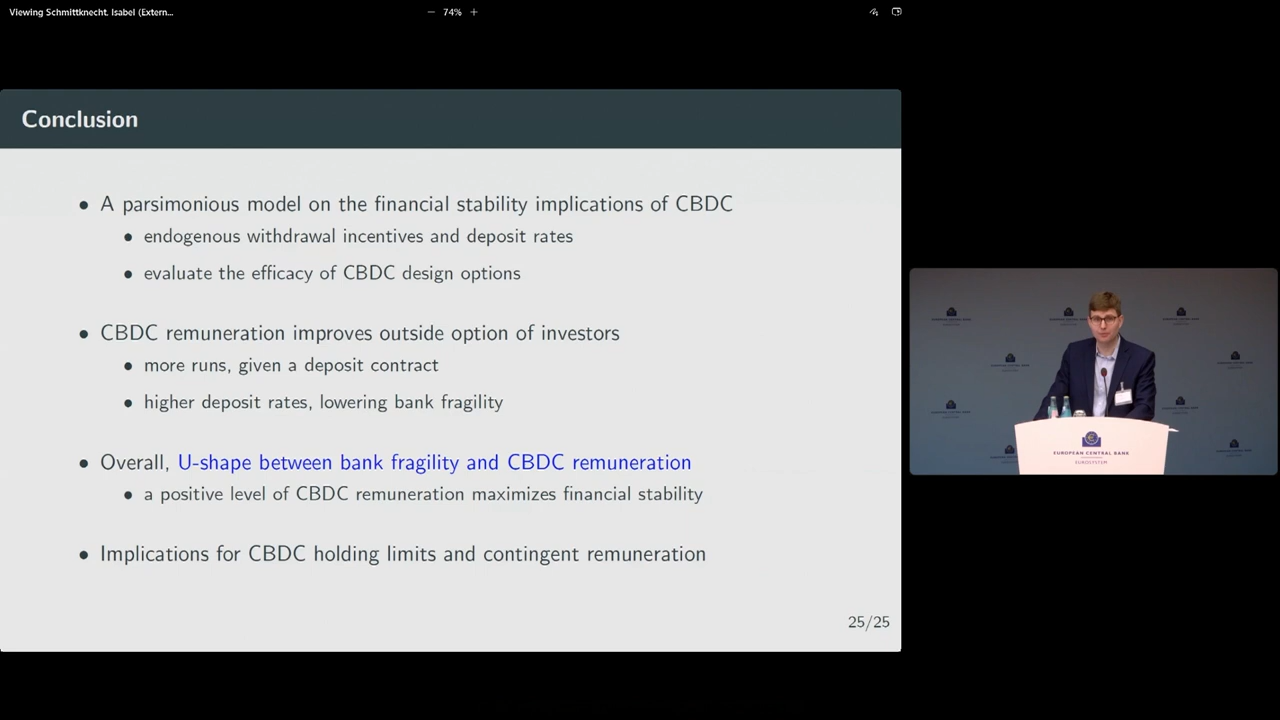 Viewing Schmittknecht, Isabel (Extern...
74%
Conclusion
A parsimonious model on the financial stability implications of CBDC
endogenous withdrawal incentives and deposit rates
evaluate the efficacy of CBDC design options
CBDC remuneration improves outside option of investors
more runs, given a deposit contract
higher deposit rates, lowering bank fragility
Overall, U-shape between bank fragility and CBDC remuneration
a positive level of CBDC remuneration maximizes financial stability
Implications for CBDC holding limits and contingent remuneration
25/25
EUROPEAN CENTRAL BANK
EUROSYSTEM